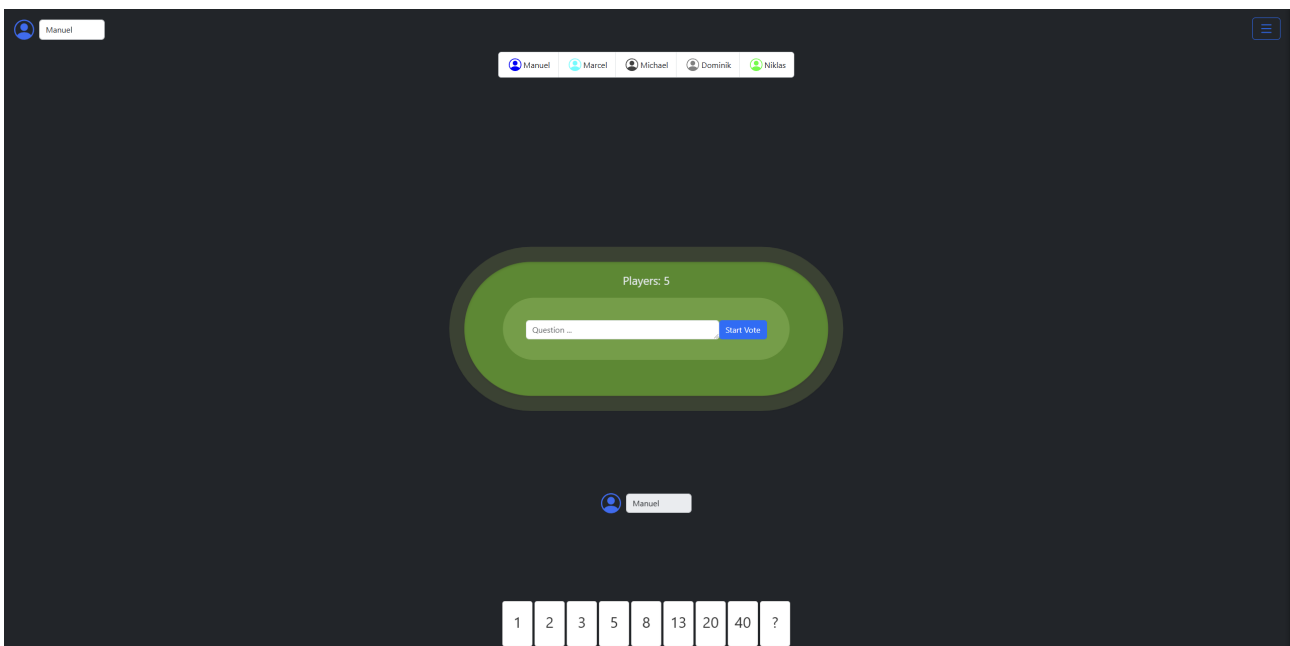 Manuel
Manuel Marcel Michael Dominik Niklas
Players: 5
Question ... Start Vote
Manuel
1 2 3 5 8 13 20 40 ?